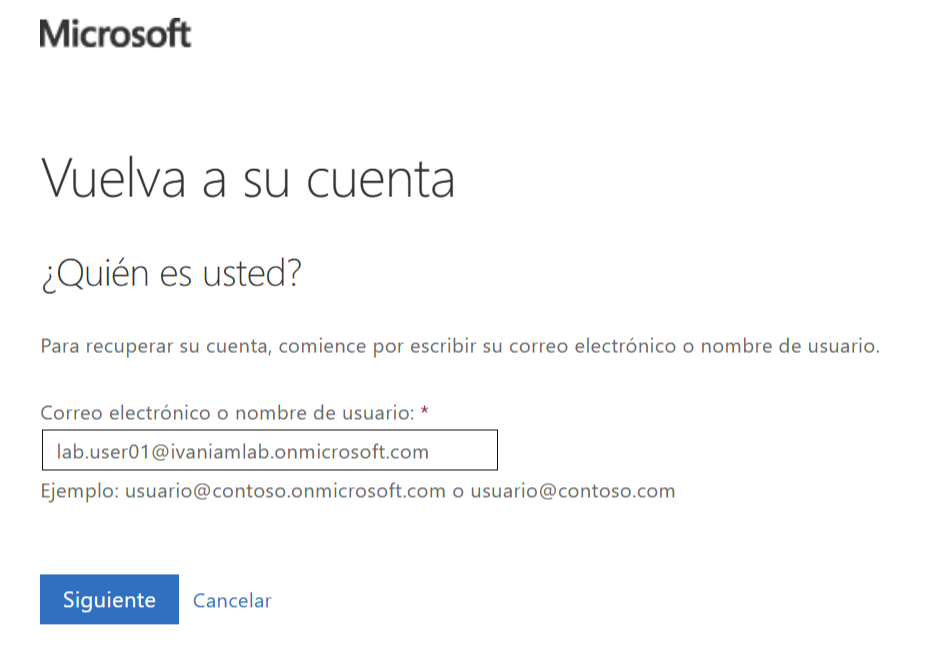 Microsoft
Vuelva a su cuenta
¿Quién es usted?
Para recuperar su cuenta, comience por escribir su correo electrónico o nombre de usuario.
Correo electrónico o nombre de usuario: *
lab.user01@ivaniamlab.onmicrosoft.com
Ejemplo: usuario@contoso.onmicrosoft.com o usuario@contoso.com
Siguiente Cancelar